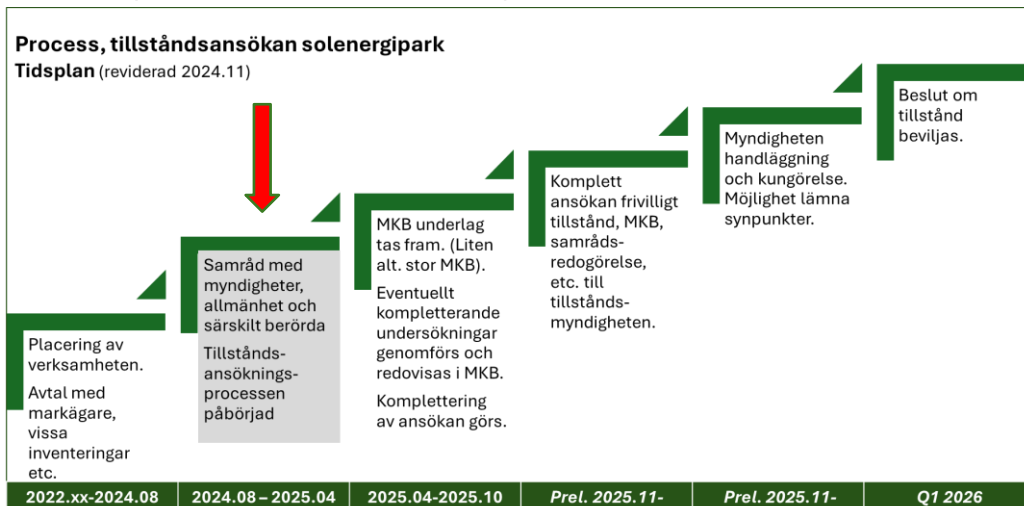 Process, tillståndsansökan solenergipark
Tidsplan (reviderad 2024.11)
Placering av
verksamheten.
Avtal med
markägare,
vissa
inventeringar
etc.
Samråd med
myndigheter,
allmänhet och
särskilt berörda
Tillstånds-
ansöknings-
processen
påbörjad
MKB underlag
tas fram. (Liten
alt. stor MKB).
Eventuellt
kompletterande
undersökningar
genomförs och
redovisas i MKB.
Komplettering
av ansökan görs.
Komplett
ansökan frivilligt
tillstånd, MKB,
samråds-
redogörelse,
etc. till
tillstånds-
myndigheten.
Myndigheten
handläggning
och kungörelse.
Möjlighet lämna
synpunkter.
Beslut om
tillstånd
beviljas.
2022.xx-2024.08
2024.08 – 2025.04
2025.04-2025.10
Prel. 2025.11-
Prel. 2025.11-
Q1 2026